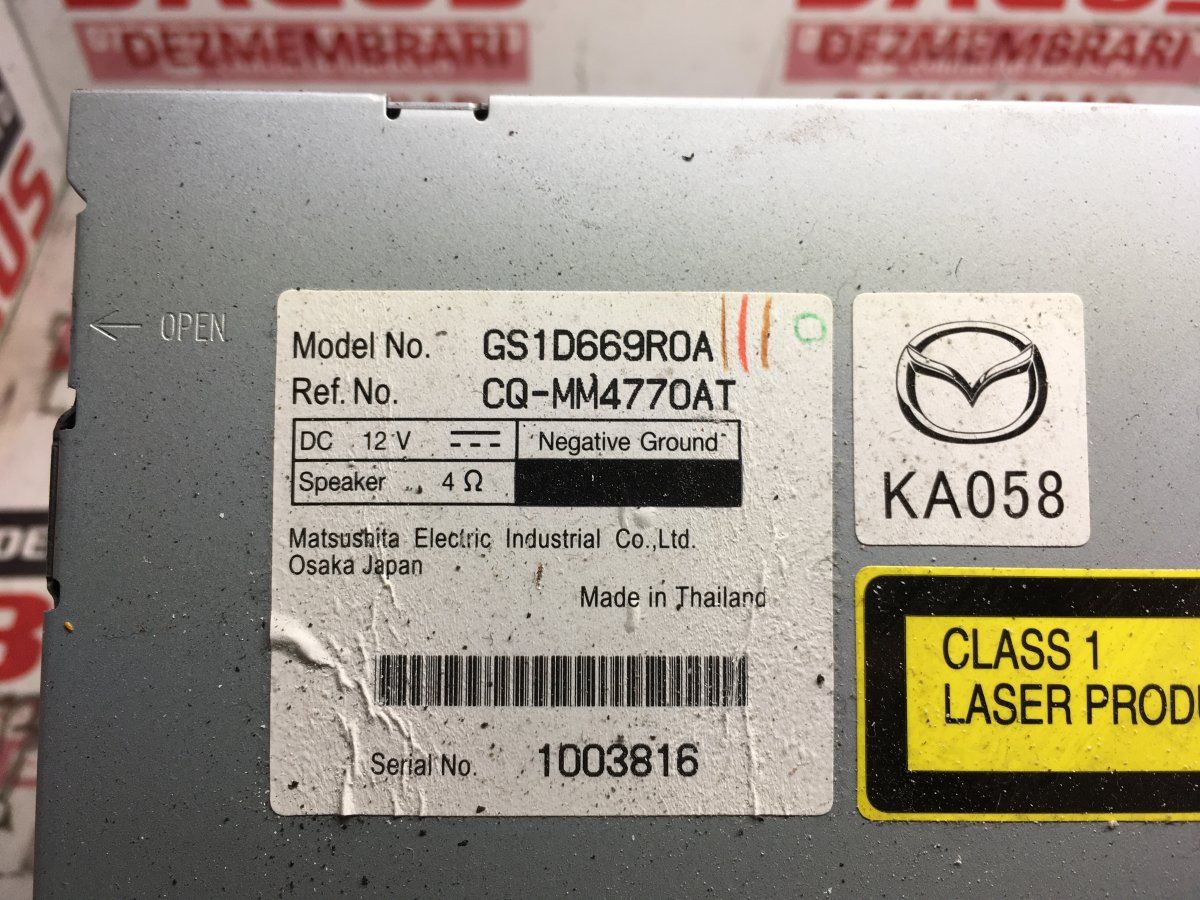 DEZMEMBRARI
DEZMEMBRARI
← OPEN
Model No. GS1D669R0A
Ref. No. CQ-MM4770AT
DC 12 V Negative Ground
Speaker 4 Ω
Matsushita Electric Industrial Co.,Ltd.
Osaka Japan
Made in Thailand
Serial No. 1003816
KA058
CLASS 1
LASER PRODU